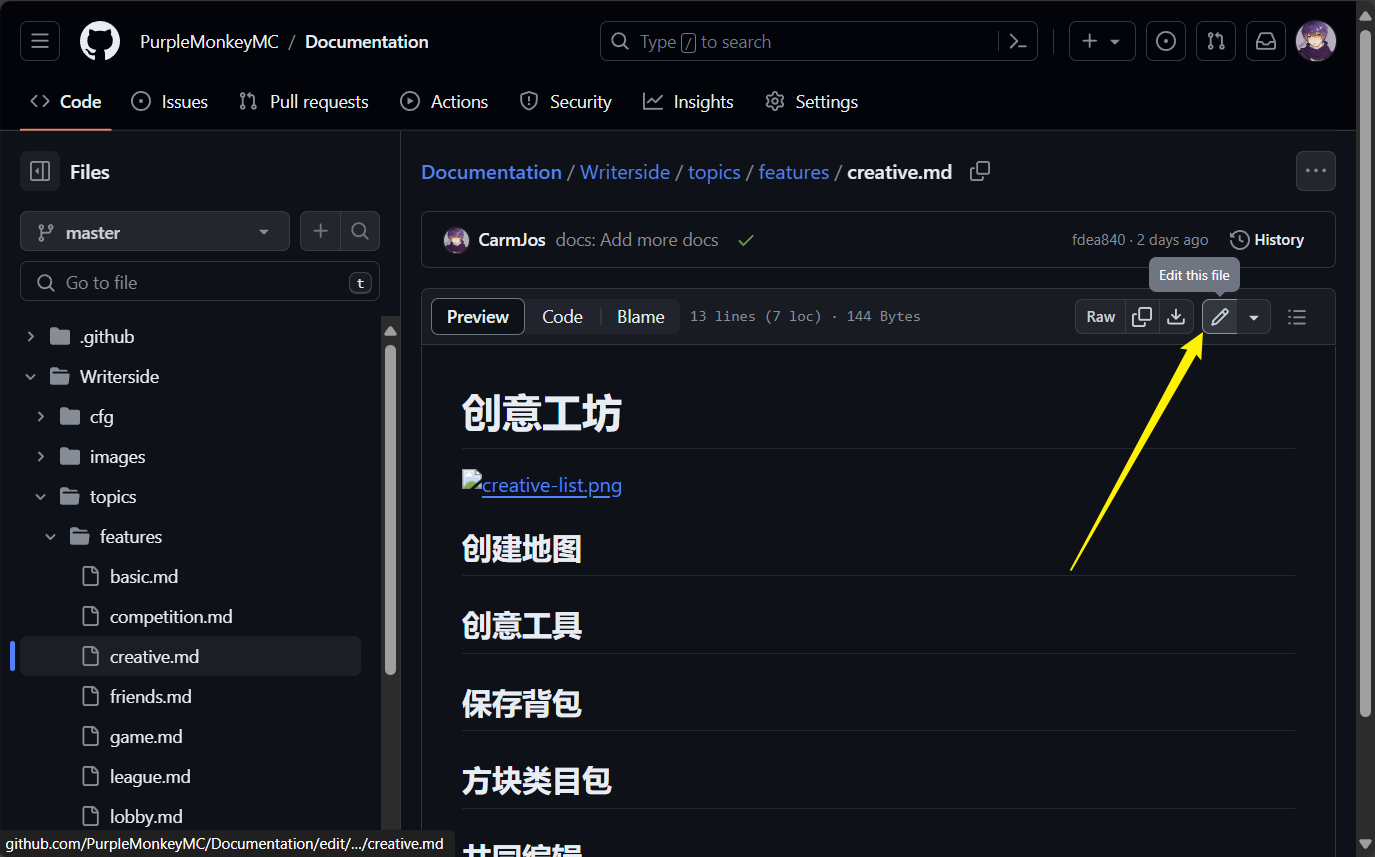 PurpleMonkeyMC / Documentation
Type / to search
Code Issues Pull requests Actions Security Insights Settings
Files
master
Go to file
t
.github
Writerside
cfg
images
topics
features
basic.md
competition.md
creative.md
friends.md
game.md
league.md
lobby.md
github.com/PurpleMonkeyMC/Documentation/edit/.../creative.md
Documentation / Writerside / topics / features / creative.md
CarmJos docs: Add more docs
fdea840 · 2 days ago
History
Edit this file
Preview Code Blame 13 lines (7 loc) · 144 Bytes
Raw
创意工坊
creative-list.png
创建地图
创意工具
保存背包
方块类目包
共同编辑